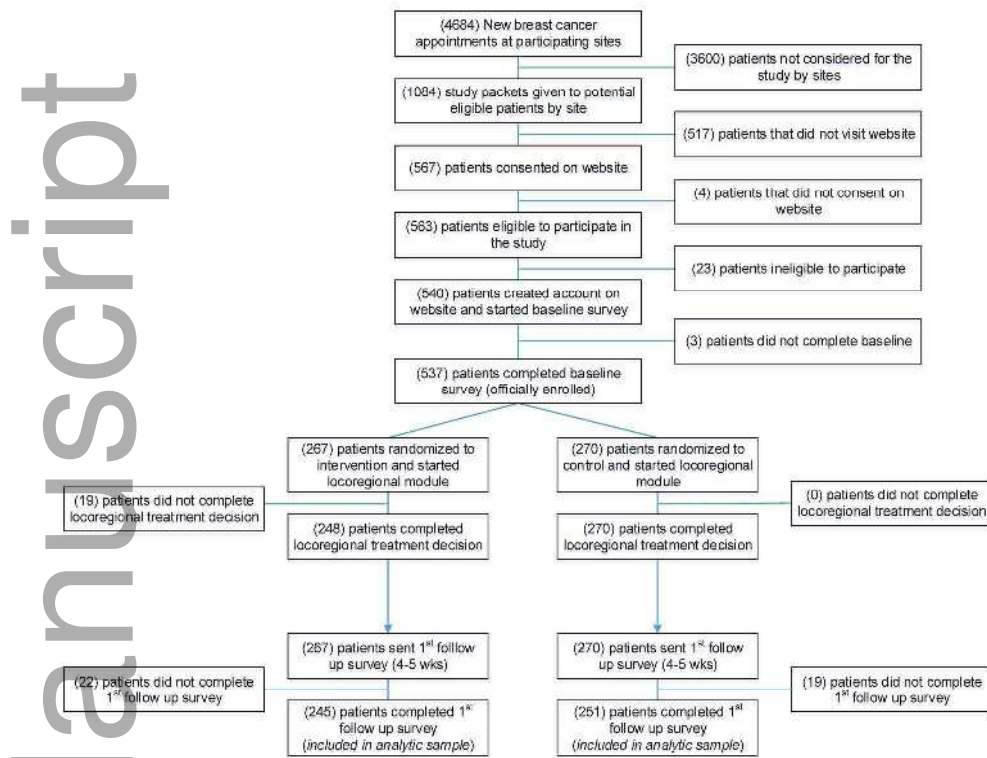 (4684) New breast cancer
appointments at participating sites
(3600) patients not considered for the
study by sites
(1084) study packets given to potential
eligible patients by site
(517) patients that did not visit website
(567) patients consented on website
(4) patients that did not consent on
website
(563) patients eligible to participate in
the study
(23) patients ineligible to participate
(540) patients created account on
website and started baseline survey
(3) patients did not complete baseline
(537) patients completed baseline
survey (officially enrolled)
(267) patients randomized to
intervention and started
locoregional module
(270) patients randomized to
control and started locoregional
module
(19) patients did not complete
locoregional treatment decision
(0) patients did not complete
locoregional treatment decision
(248) patients completed
locoregional treatment decision
(270) patients completed
locoregional treatment decision
(267) patients sent 1st folllow
up survey (4-5 wks)
(270) patients sent 1st follow
up survey (4-5 wks)
(22) patients did not complete
1st follow up survey
(19) patients did not complete
1st follow up survey
(245) patients completed 1st
follow up survey
(included in analytic sample)
(251) patients completed 1st
follow up survey
(included in analytic sample)
anuscript